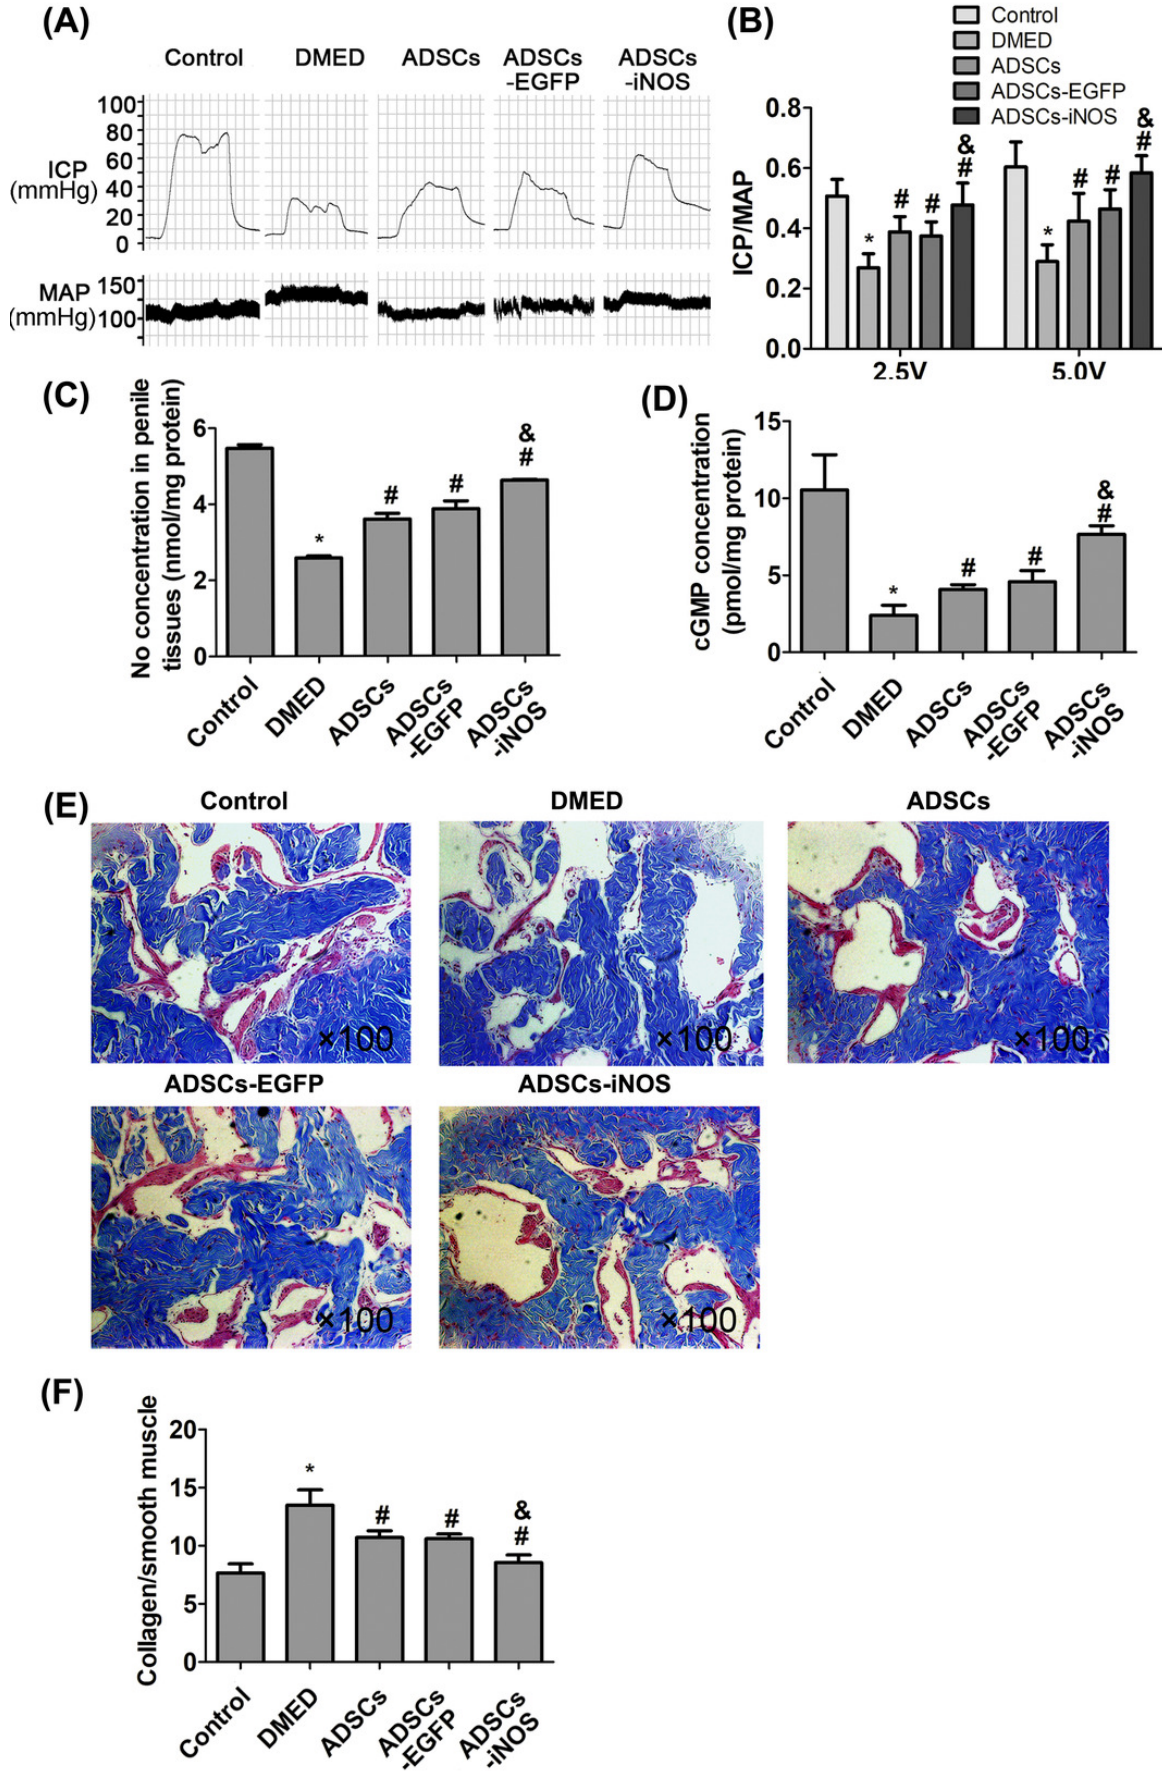 (A)
Control
DMED
ADSCs
ADSCs
-EGFP
ADSCs
-iNOS
100
80
60
40
20
0
ICP
(mmHg)
150
100
MAP
(mmHg)
(B)
Control
DMED
ADSCs
ADSCs-EGFP
ADSCs-iNOS
0.8
0.6
0.4
0.2
0.0
ICP/MAP
*
#
#
&
#
*
#
#
&
#
2.5V
5.0V
(C)
No concentration in penile
tissues (nmol/mg protein)
6
4
2
0
*
#
#
&
#
Control
DMED
ADSCs
ADSCs
-EGFP
ADSCs
-iNOS
(D)
cGMP concentration
(pmol/mg protein)
15
10
5
0
*
#
#
&
#
Control
DMED
ADSCs
ADSCs
-EGFP
ADSCs
-iNOS
(E)
Control
DMED
ADSCs
×100
×100
×100
ADSCs-EGFP
ADSCs-iNOS
×100
×100
(F)
Collagen/smooth muscle
20
15
10
5
0
*
#
#
&
#
Control
DMED
ADSCs
ADSCs
-EGFP
ADSCs
-iNOS